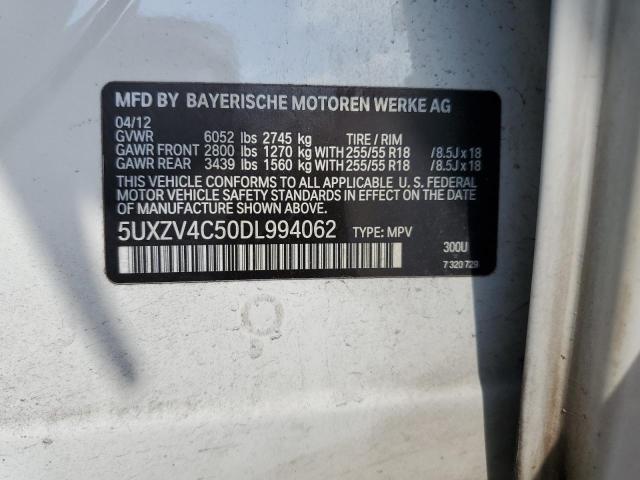 MFD BY BAYERISCHE MOTOREN WERKE AG
04/12
GVWR 6052 lbs 2745 kg TIRE / RIM
GAWR FRONT 2800 lbs 1270 kg WITH 255/55 R18 /8.5J x 18
GAWR REAR 3439 lbs 1560 kg WITH 255/55 R18 /8.5J x 18
THIS VEHICLE CONFORMS TO ALL APPLICABLE U.S. FEDERAL
MOTOR VEHICLE SAFETY STANDARDS IN EFFECT ON THE DATE
OF MANUFACTURE SHOWN ABOVE.
5UXZV4C50DL994062 TYPE: MPV
300U
7 320 729